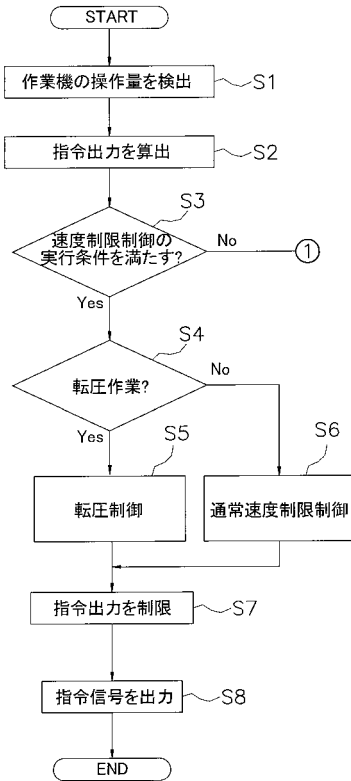 START
作業機の操作量を検出
S1
指令出力を算出
S2
S3
速度制限制御の
実行条件を満たす?
No
①
Yes
S4
転圧作業?
No
Yes
S5
S6
転圧制御
通常速度制限制御
指令出力を制限
S7
指令信号を出力
S8
END